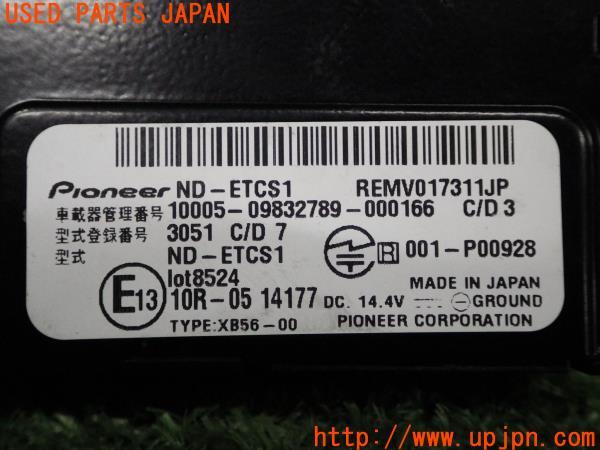 USED PARTS JAPAN
Pioneer ND-ETCS1 REMV017311JP
車載器管理番号 10005-09832789-000166 C/D 3
型式登録番号 3051 C/D 7
型式 ND-ETCS1 R 001-P00928
E13 lot8524 MADE IN JAPAN
10R-05 14177 DC. 14.4V GROUND
TYPE:XB56-00 PIONEER CORPORATION
http://www.upjpn.com/